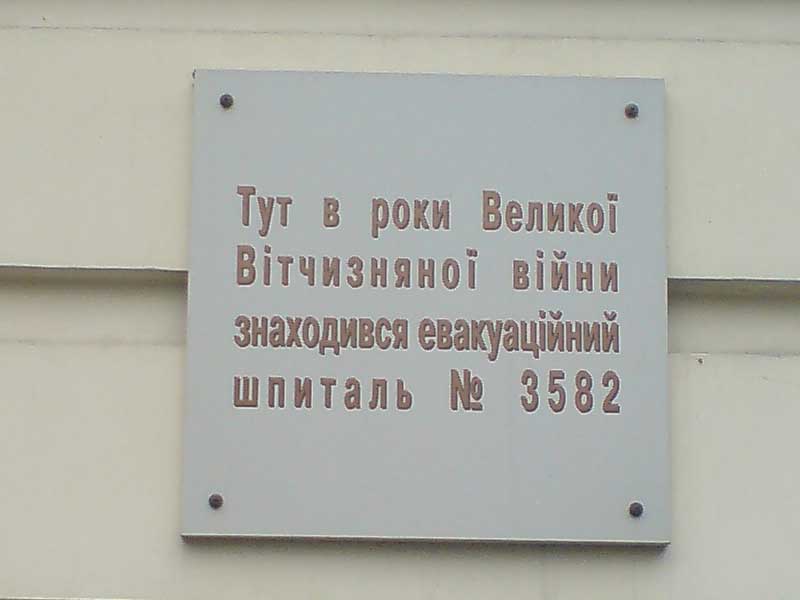 Тут в роки Великої
Вітчизняної війни
знаходився евакуаційний
шпиталь № 3582